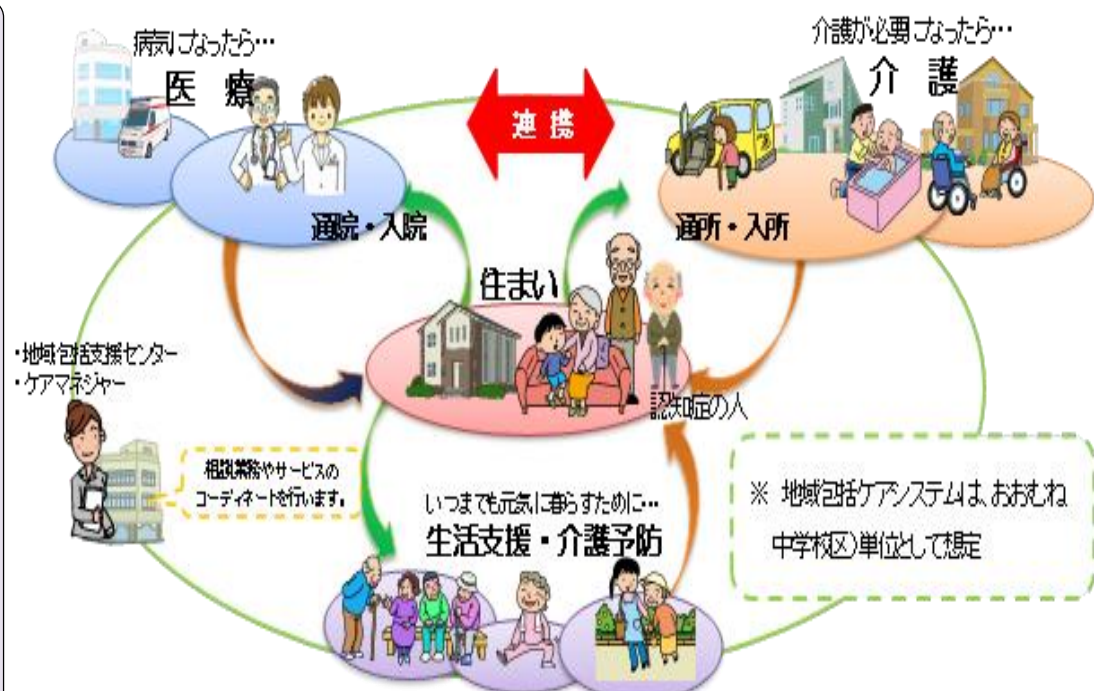 病気になったら…
医 療
介護が必要になったら…
介 護
連 携
通院・入院
通所・入所
住まい
・地域包括支援センター
・ケアマネジャー
認知症の人
相談業務やサービスの
コーディネートを行います。
いつまでも元気に暮らすために…
生活支援・介護予防
※ 地域包括ケアシステムは、おおむね
中学校区)単位として想定